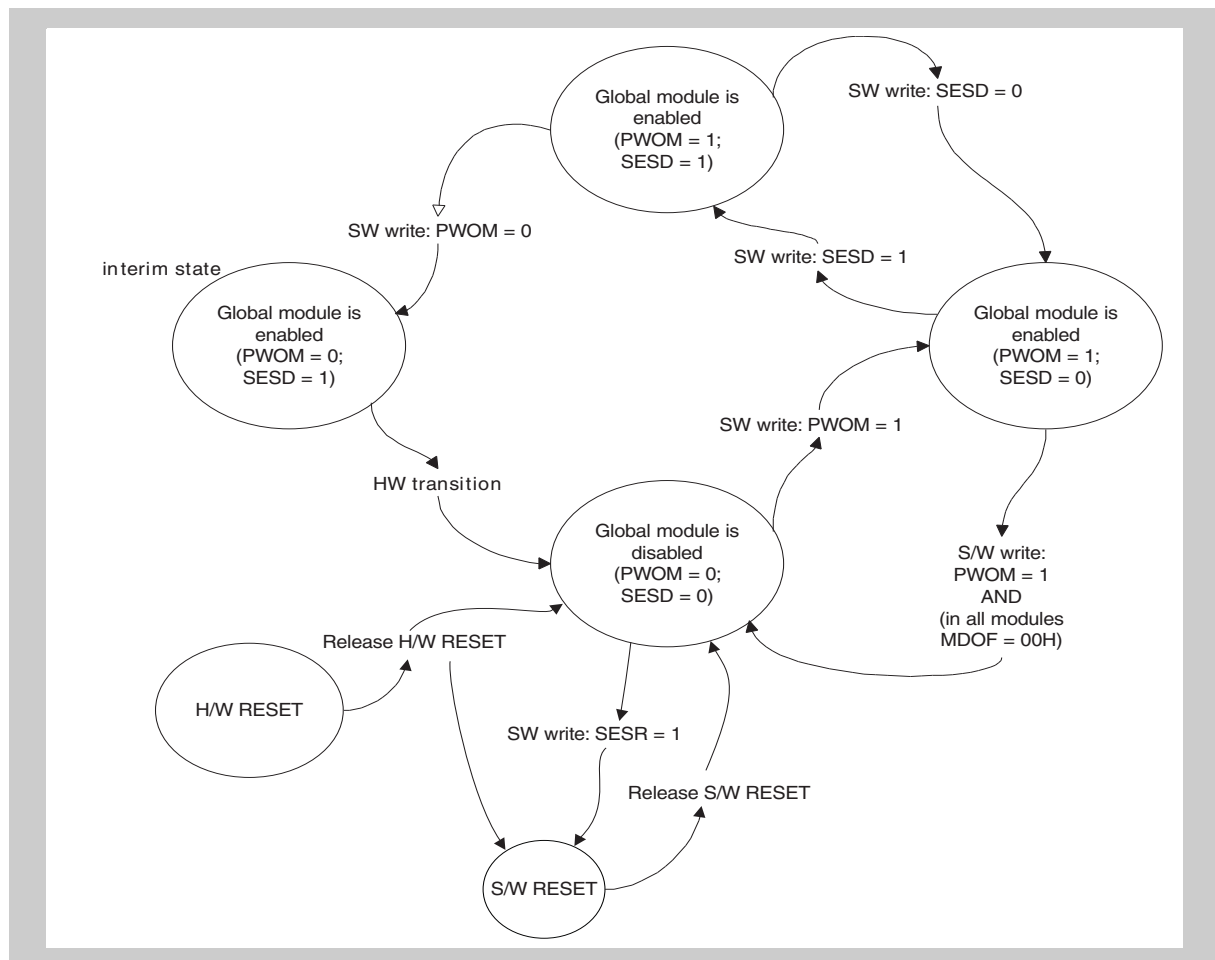 Global module is
enabled
(PWOM = 1;
SESD = 1)
SW write: SESD = 0
SW write: PWOM = 0
SW write: SESD = 1
interim state
Global module is
enabled
(PWOM = 0;
SESD = 1)
Global module is
enabled
(PWOM = 1;
SESD = 0)
SW write: PWOM = 1
HW transition
Global module is
disabled
(PWOM = 0;
SESD = 0)
S/W write:
PWOM = 1
AND
(in all modules
MDOF = 00H)
Release H/W RESET
H/W RESET
SW write: SESR = 1
Release S/W RESET
S/W RESET